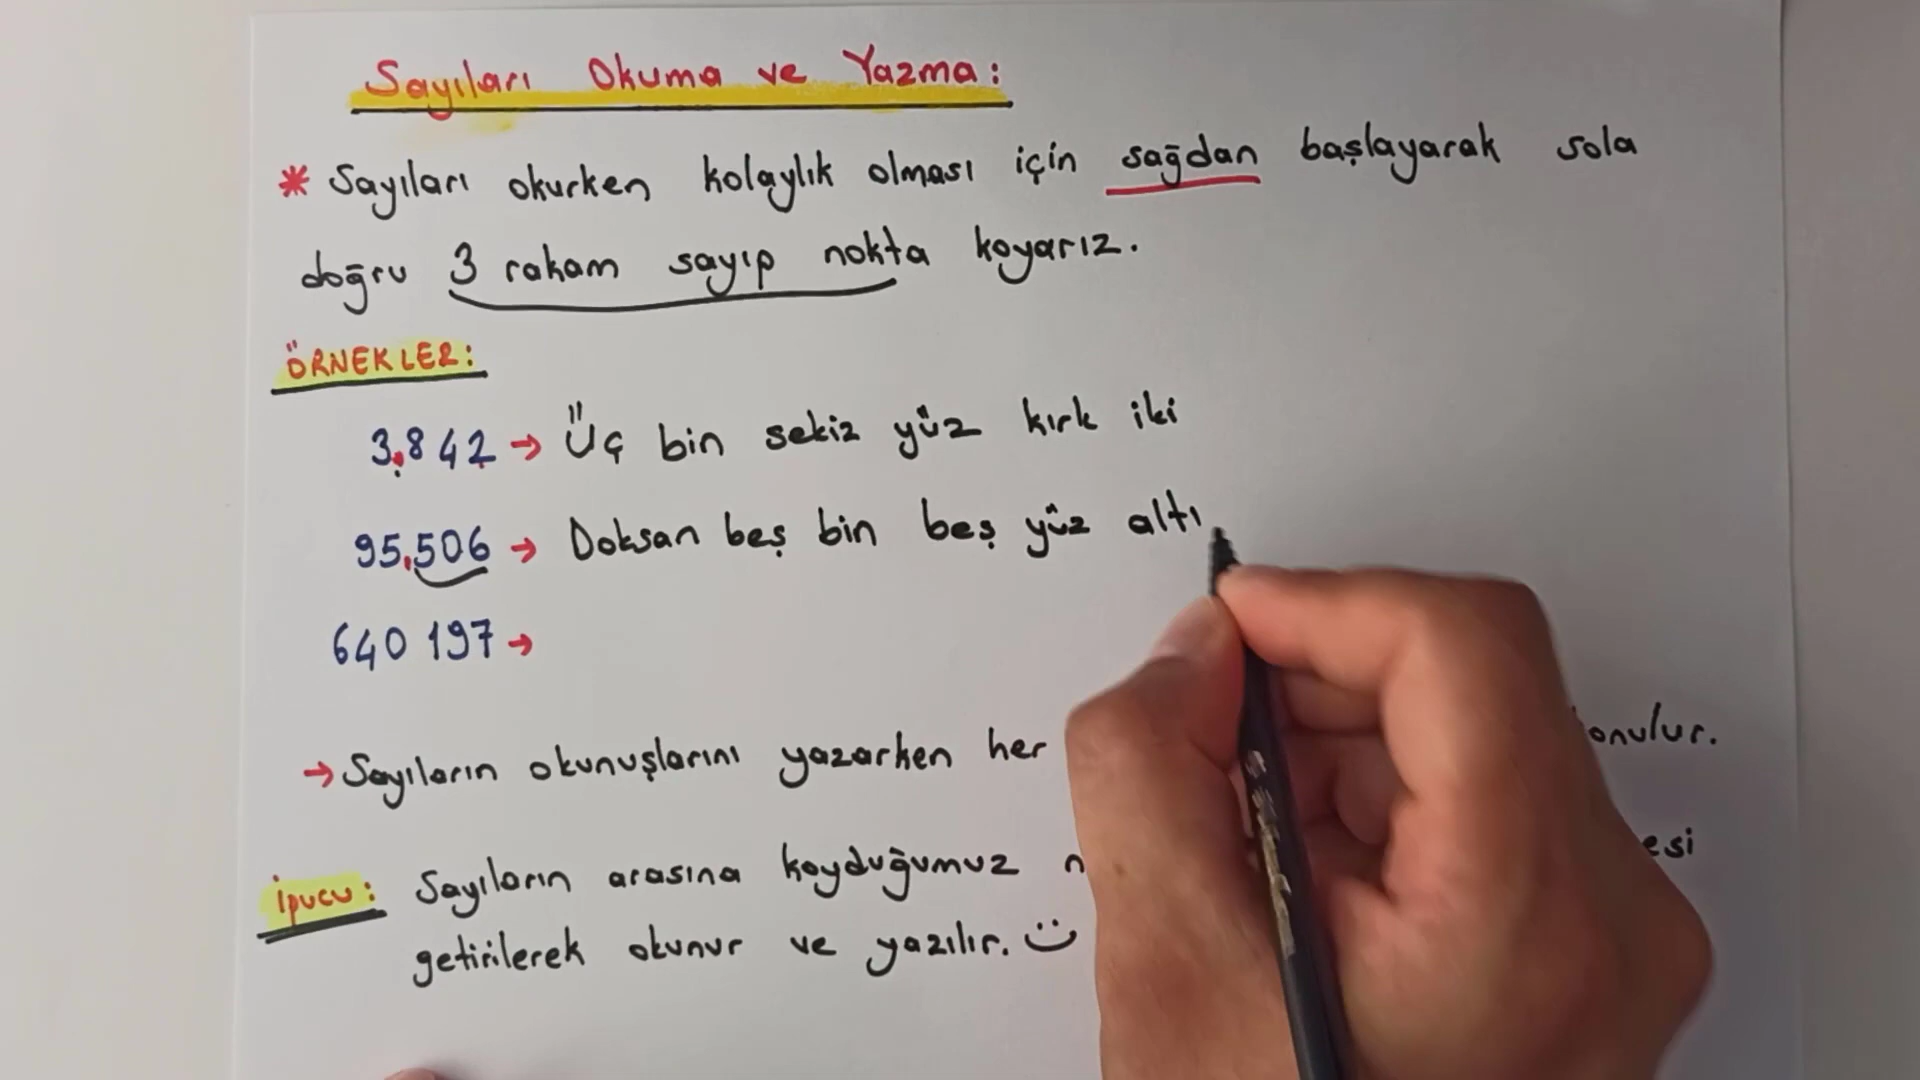 Sayıları Okuma ve Yazma:
* Sayıları okurken kolaylık olması için sağdan başlayarak sola
doğru 3 rakam sayıp nokta koyarız.
ÖRNEKLER:
3.842 → Üç bin sekiz yüz kırk iki
95.506 → Doksan beş bin beş yüz altı
640 197 →
→ Sayıların okunuşlarını yazarken her
İpucu: Sayıların arasına koyduğumuz
getirilerek okunur ve yazılır. :)